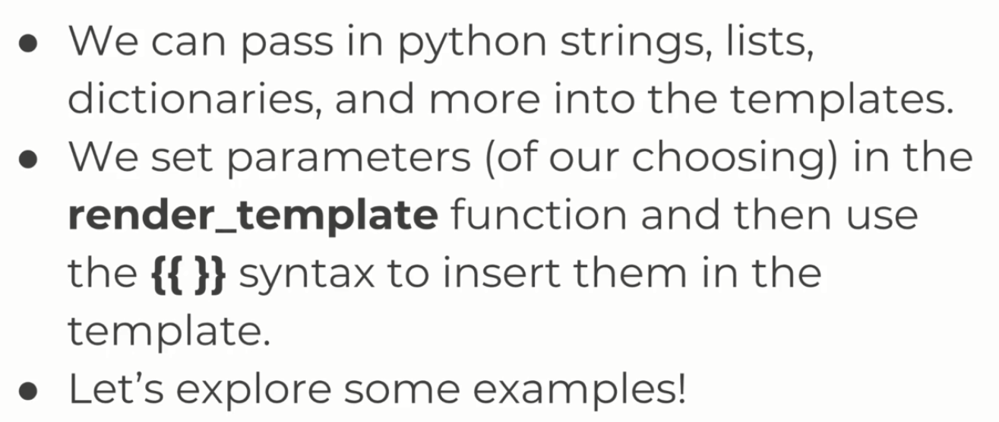 ● We can pass in python strings, lists,
dictionaries, and more into the templates.
● We set parameters (of our choosing) in the
render_template function and then use
the {{ }} syntax to insert them in the
template.
● Let’s explore some examples!